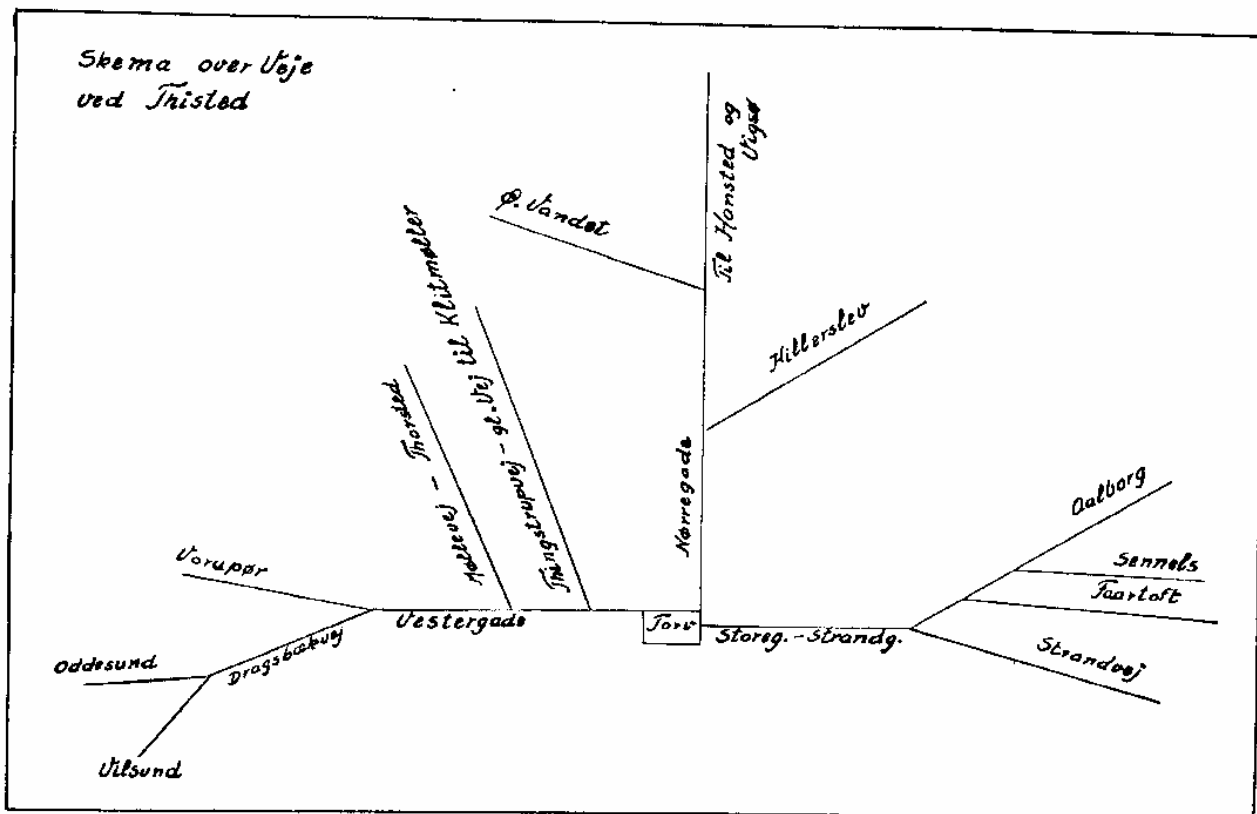 Skema over Veje
ved Thisted
Til Hansted og
Vigsø
Ø. Vandet
Hillerslev
Møllevej - Thorsted
Thingstrupvej - gl. Vej til Klitmøller
Nørregade
Aalborg
Sennels
Faartoft
Strandvej
Vorupør
Vestergade
Torv
Storeg. - Strandg.
Oddesund
Dragsbækvej
Vilsund